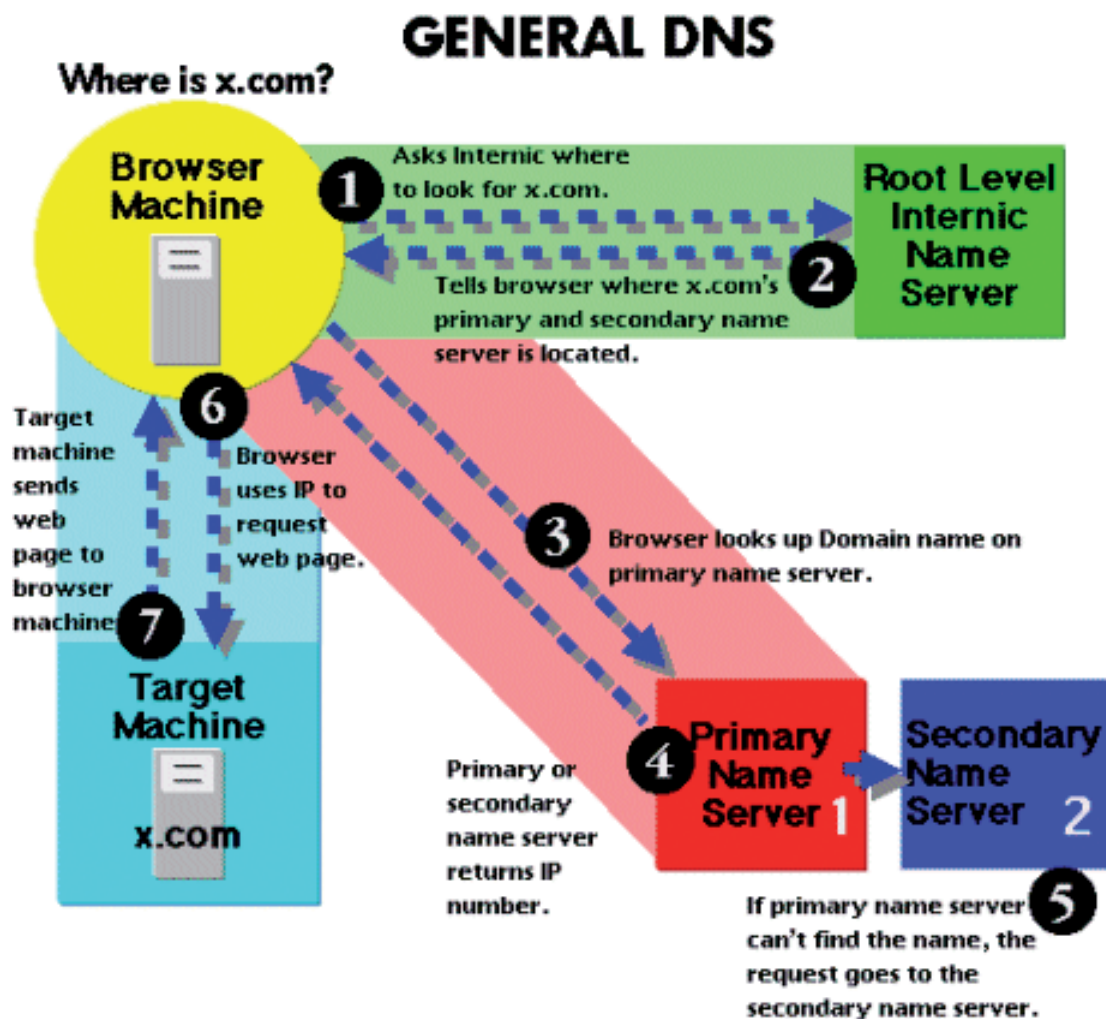 GENERAL DNS
Where is x.com?
Browser
Machine
1
Asks Internic where
to look for x.com.
Root Level
Internic
Name
Server
2
Tells browser where x.com's
primary and secondary name
server is located.
6
Target
machine
sends
web
page to
browser
machine
Browser
uses IP to
request
web page.
3
Browser looks up Domain name on
primary name server.
7
Target
Machine
x.com
4
Primary or
secondary
name server
returns IP
number.
Primary
Name
Server 1
Secondary
Name
Server 2
5
If primary name server
can't find the name, the
request goes to the
secondary name server.